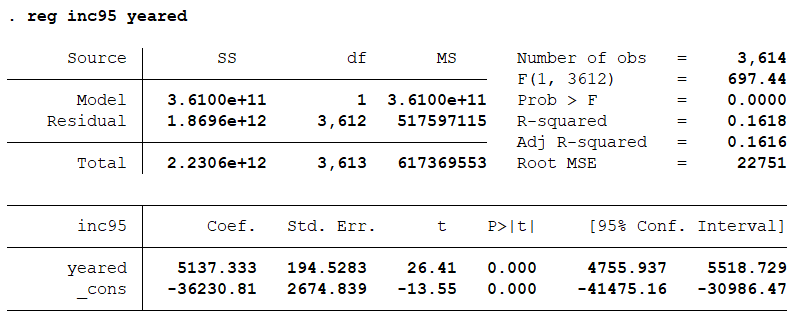 . reg inc95 yeared
Source SS df MS Number of obs = 3,614
F(1, 3612) = 697.44
Model 3.6100e+11 1 3.6100e+11 Prob > F = 0.0000
Residual 1.8696e+12 3,612 517597115 R-squared = 0.1618
Adj R-squared = 0.1616
Total 2.2306e+12 3,613 617369553 Root MSE = 22751
inc95 Coef. Std. Err. t P>|t| [95% Conf. Interval]
yeared 5137.333 194.5283 26.41 0.000 4755.937 5518.729
_cons -36230.81 2674.839 -13.55 0.000 -41475.16 -30986.47